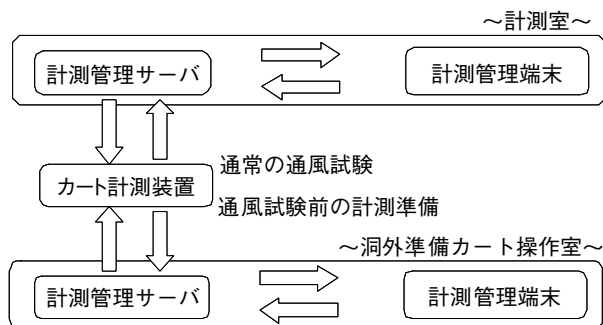 ～計測室～
計測管理サーバ
計測管理端末
通常の通風試験
カート計測装置
通風試験前の計測準備
～洞外準備カート操作室～
計測管理サーバ
計測管理端末